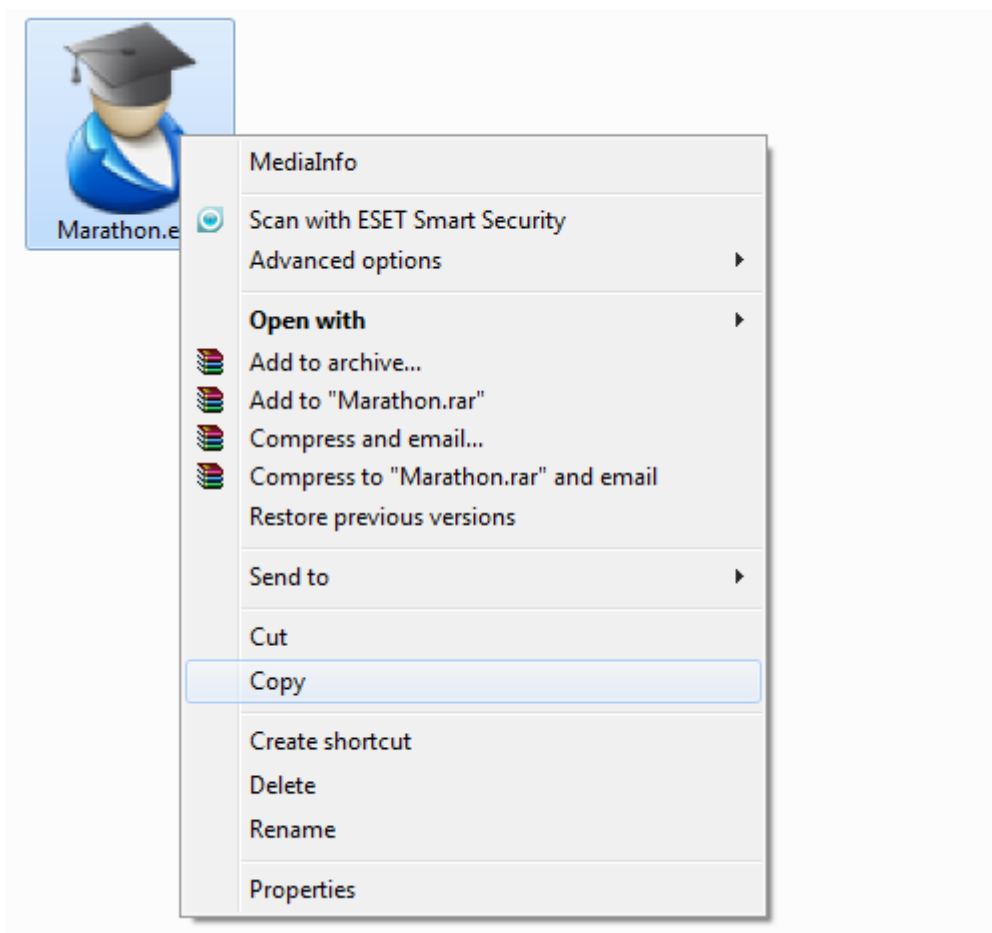 Marathon.e
MediaInfo
Scan with ESET Smart Security
Advanced options
Open with
Add to archive...
Add to "Marathon.rar"
Compress and email...
Compress to "Marathon.rar" and email
Restore previous versions
Send to
Cut
Copy
Create shortcut
Delete
Rename
Properties